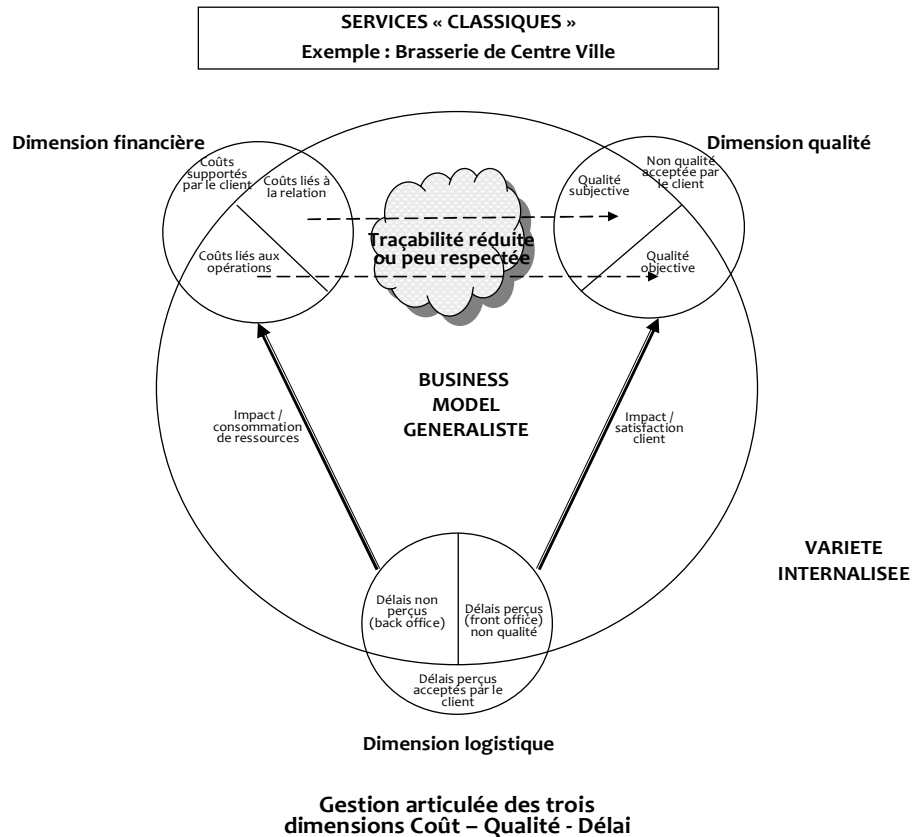 SERVICES « CLASSIQUES »
Exemple : Brasserie de Centre Ville
Dimension financière
Dimension qualité
Coûts
supportés
par le client
Coûts liés à
la relation
Coûts liés aux
opérations
Traçabilité réduite
ou peu respectée
Qualité
subjective
Non qualité
acceptée par
le client
Qualité
objective
BUSINESS
MODEL
GENERALISTE
Impact /
consommation
de ressources
Impact /
satisfaction
client
VARIETE
INTERNALISEE
Délais non
perçus
(back office)
Délais perçus
(front office)
non qualité
Délais perçus
acceptés par le
client
Dimension logistique
Gestion articulée des trois
dimensions Coût – Qualité - Délai